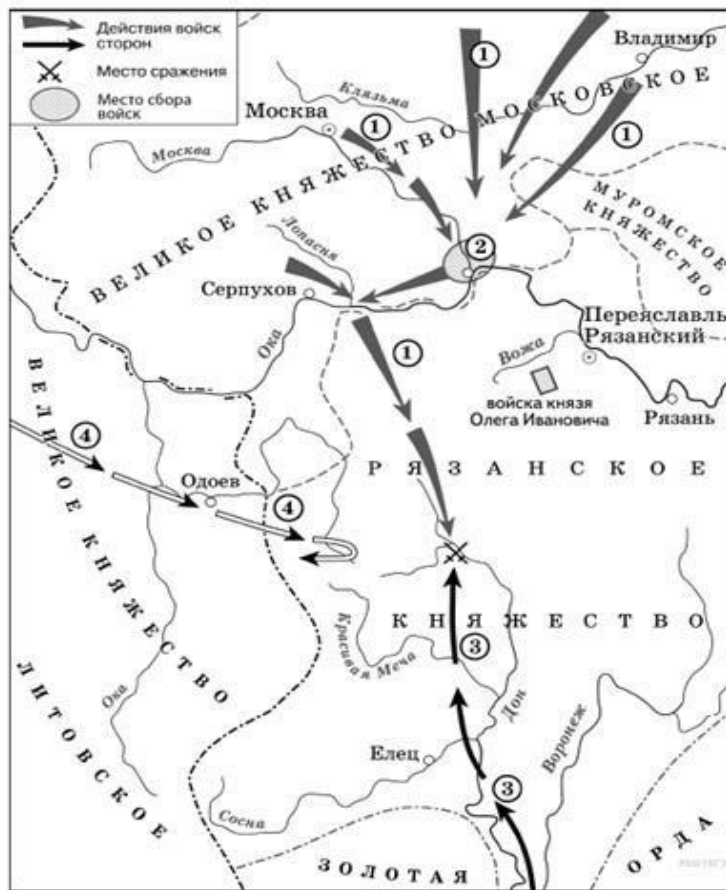 Действия войск
сторон
Место сражения
Место сбора
войск
1
Владимир
Клязьма
Москва
1
1
Москва
ВЕЛИКОЕ КНЯЖЕСТВО МОСКОВСКОЕ
МУРОМСКОЕ
КНЯЖЕСТВО
Лопасня
2
Серпухов
Ока
1
Переяславль
Рязанский
Вожа
войска князя
Олега Ивановича
Рязань
4
РЯЗАНСКОЕ
Одоев
4
ВЕЛИКОЕ КНЯЖЕСТВО
КНЯЖЕСТВО
3
Красивая Меча
Дон
Ока
ЛИТОВСКОЕ
Воронеж
Елец
3
Сосна
ЗОЛОТАЯ
ОРДА